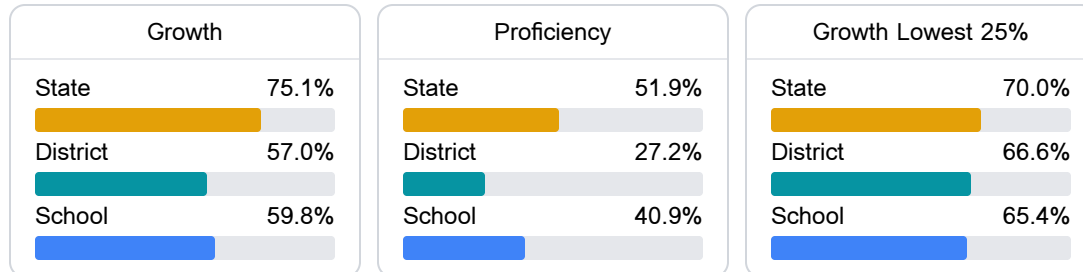 Growth
State 75.1%
District 57.0%
School 59.8%
Proficiency
State 51.9%
District 27.2%
School 40.9%
Growth Lowest 25%
State 70.0%
District 66.6%
School 65.4%